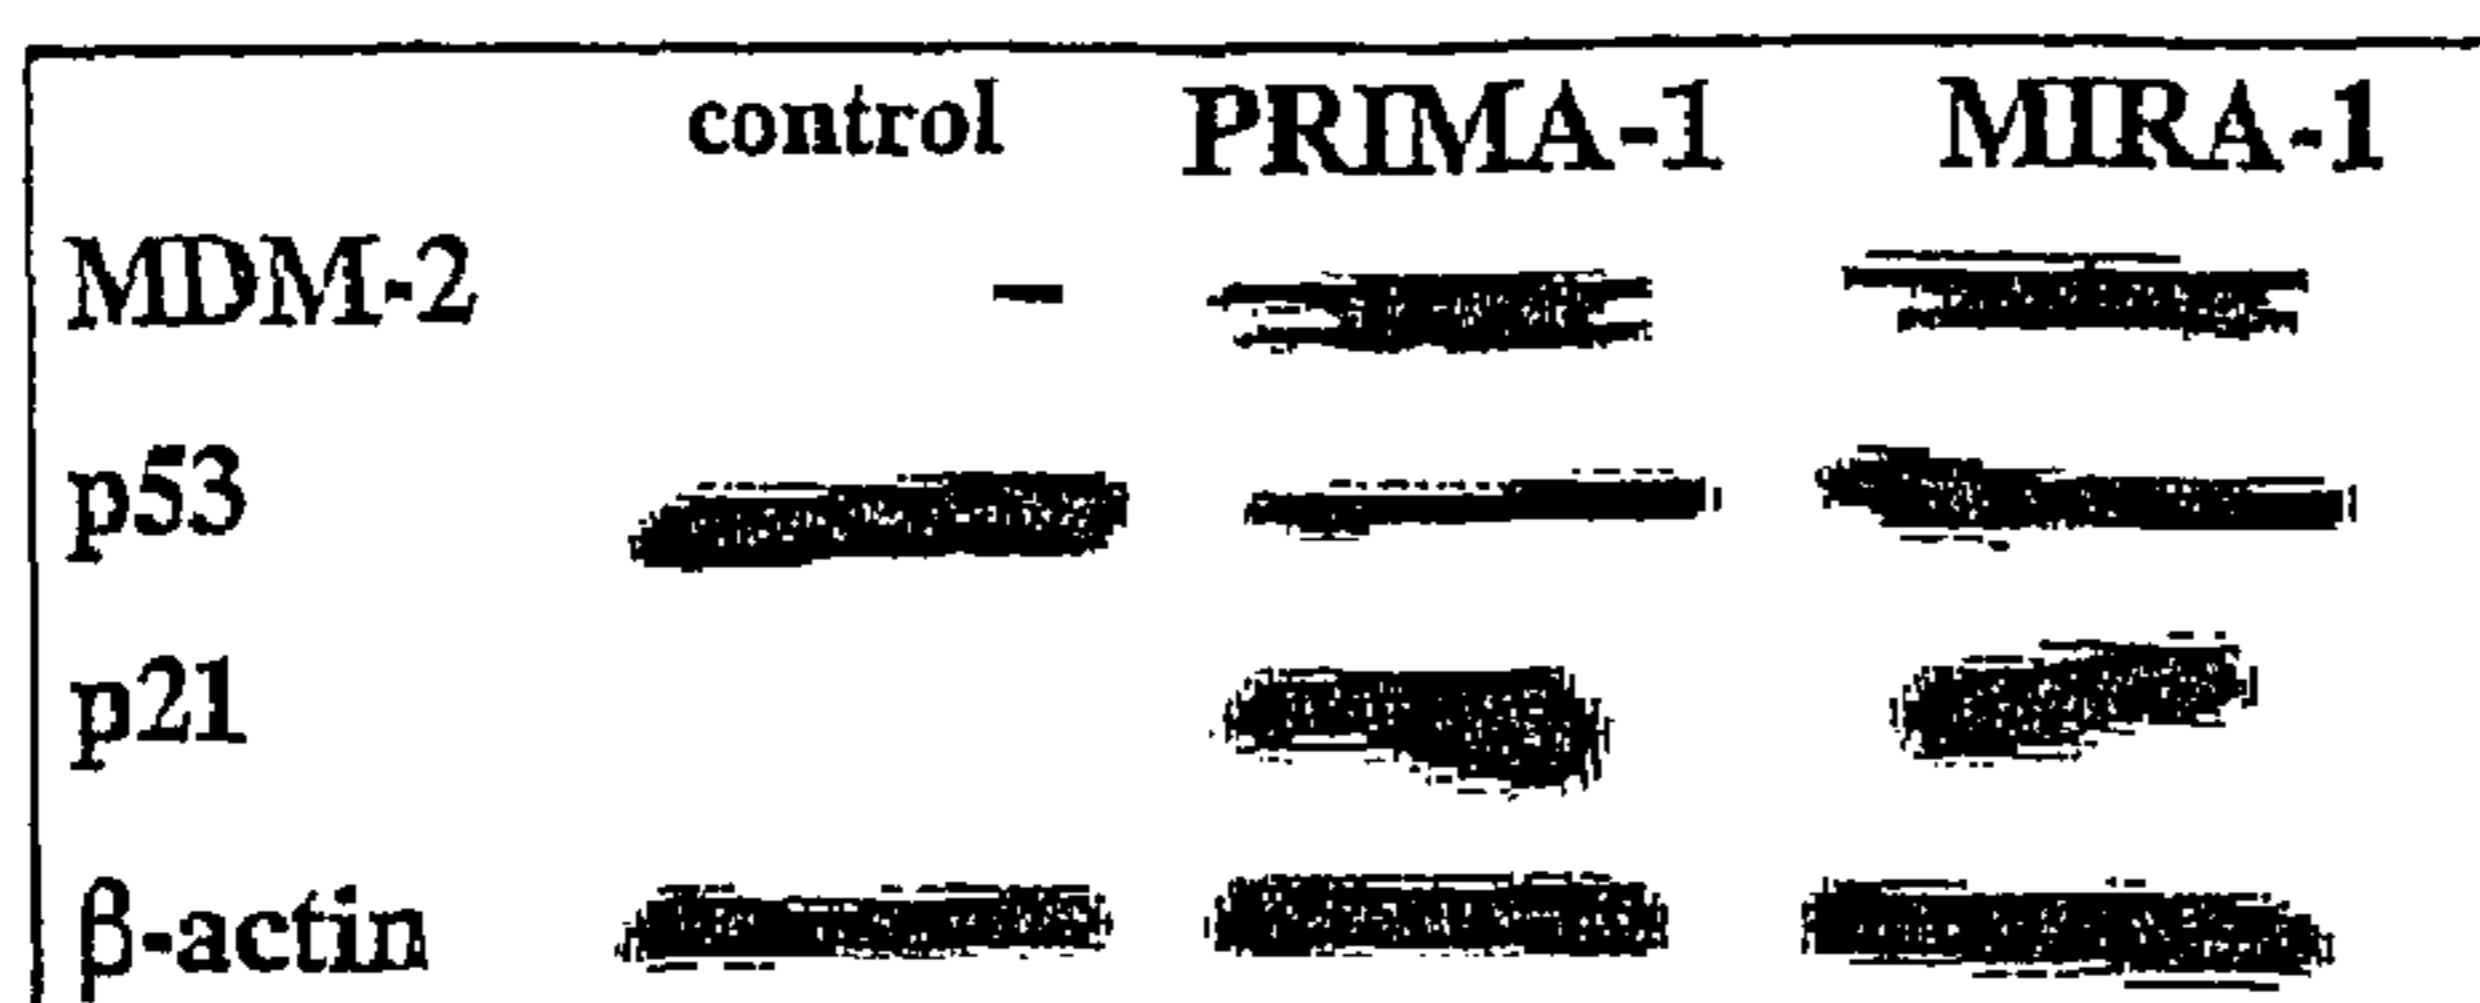 control PRIMA-1 MIRA-1
MDM-2
p53
p21
β-actin